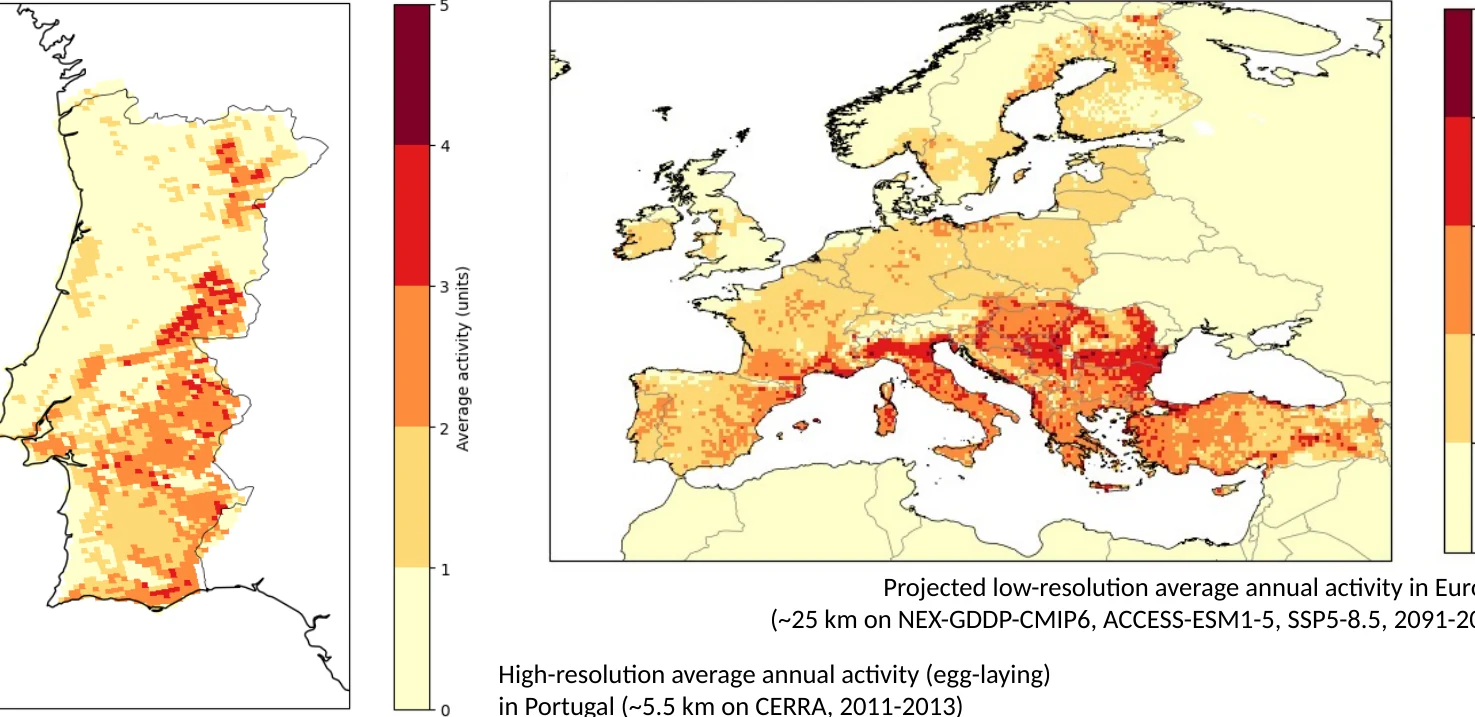 5
4
3
2
1
0
Average activity (units)
Projected low-resolution average annual activity in Euro
(~25 km on NEX-GDDP-CMIP6, ACCESS-ESM1-5, SSP5-8.5, 2091-20
High-resolution average annual activity (egg-laying)
in Portugal (~5.5 km on CERRA, 2011-2013)